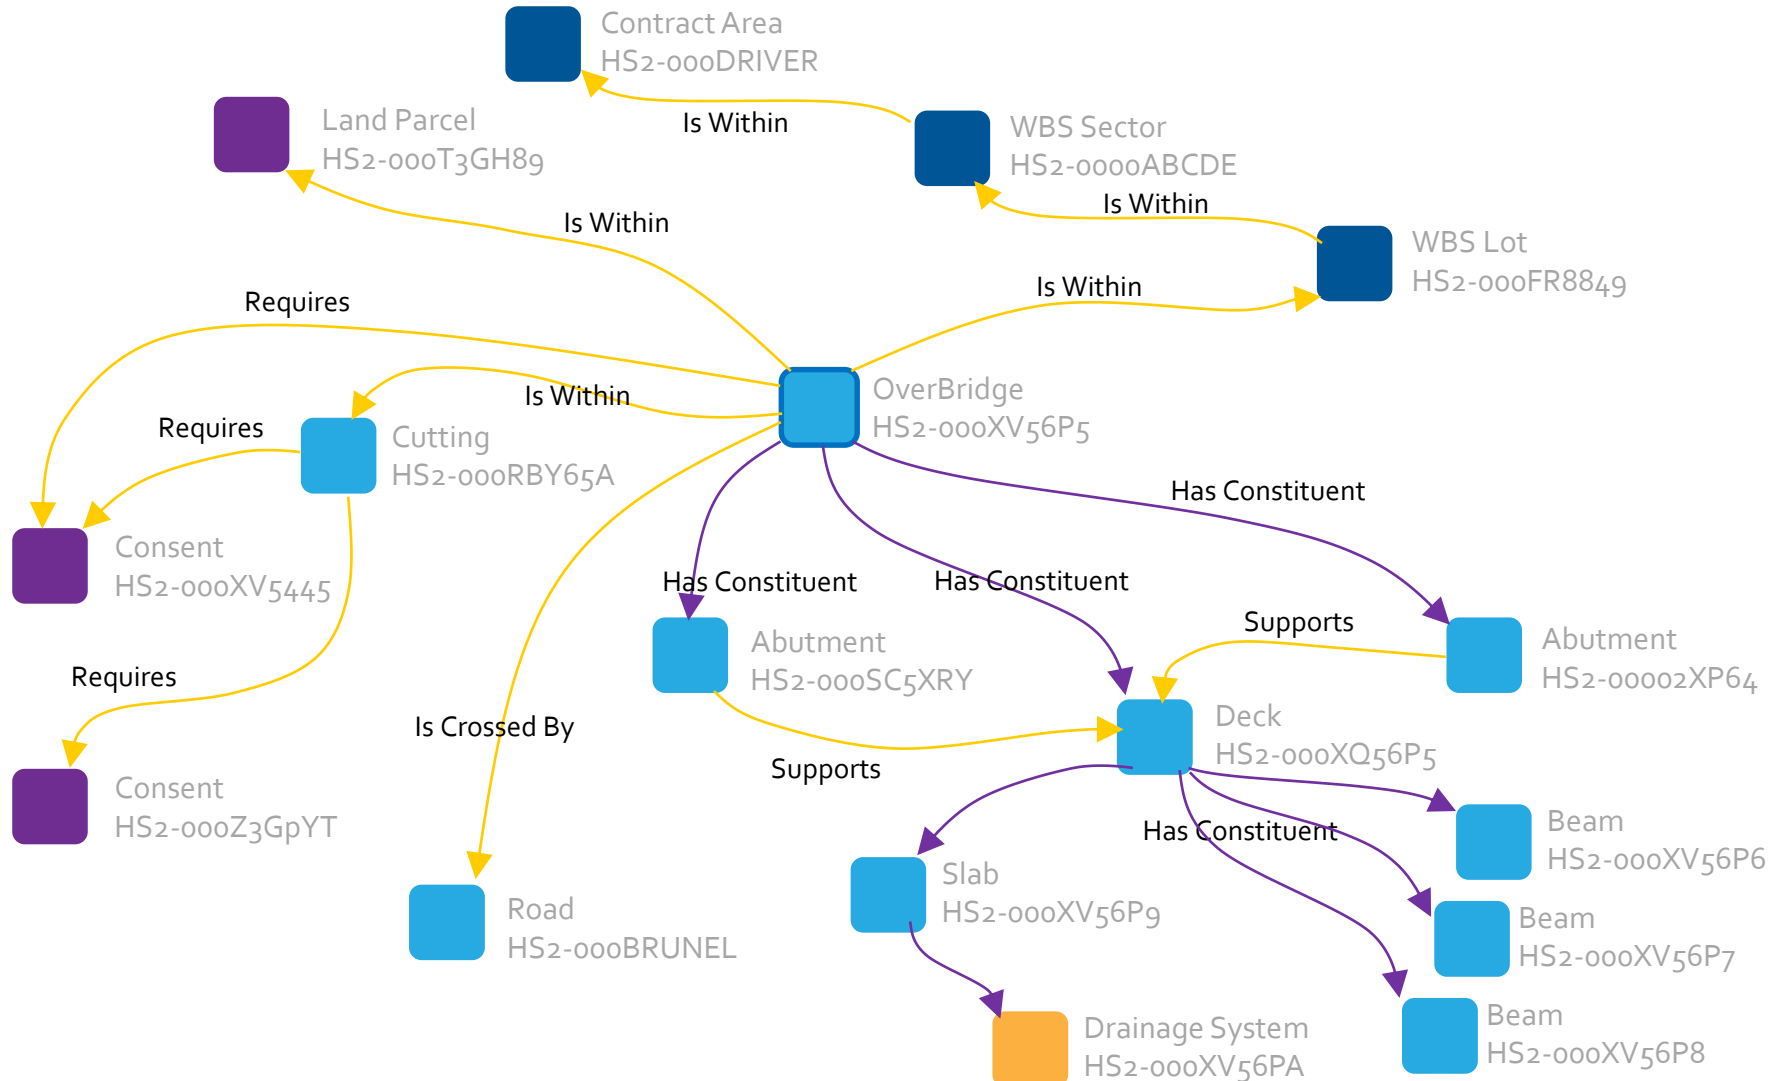 Contract Area
HS2-000DRIVER
Land Parcel
HS2-000T3GH89
Is Within
WBS Sector
HS2-0000ABCDE
Is Within
Is Within
WBS Lot
HS2-000FR8849
Is Within
Requires
OverBridge
HS2-000XV56P5
Is Within
Requires
Cutting
HS2-000RBY65A
Has Constituent
Consent
HS2-000XV5445
Has Constituent
Has Constituent
Supports
Abutment
HS2-000SC5XRY
Abutment
HS2-00002XP64
Requires
Is Crossed By
Deck
HS2-000XQ56P5
Supports
Consent
HS2-000Z3GpYT
Has Constituent
Beam
HS2-000XV56P6
Slab
HS2-000XV56P9
Road
HS2-000BRUNEL
Beam
HS2-000XV56P7
Drainage System
HS2-000XV56PA
Beam
HS2-000XV56P8